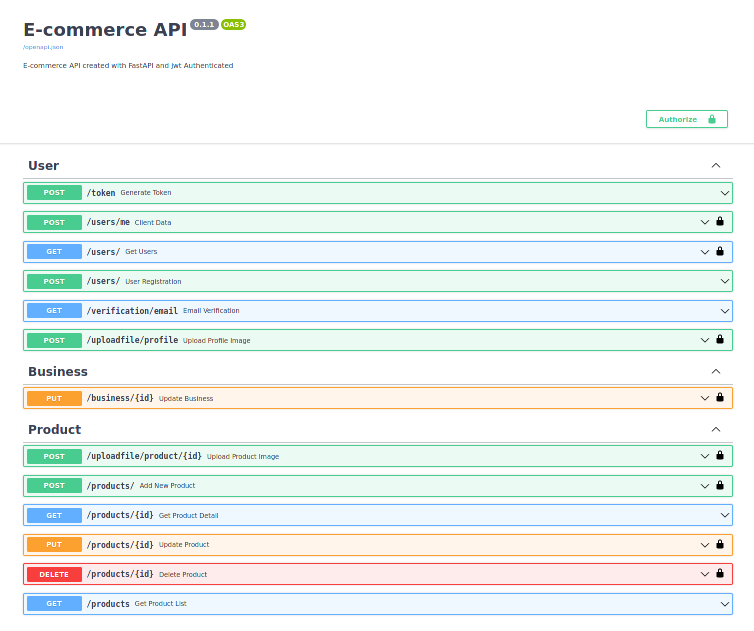 E-commerce API 0.1.1 OAS3
/openapi.json
E-commerce API created with FastAPI and Jwt Authenticated
Authorize
User
POST /token Generate Token
POST /users/me Client Data
GET /users/ Get Users
POST /users/ User Registration
GET /verification/email Email Verification
POST /uploadfile/profile Upload Profile Image
Business
PUT /business/{id} Update Business
Product
POST /uploadfile/product/{id} Upload Product Image
POST /products/ Add New Product
GET /products/{id} Get Product Detail
PUT /products/{id} Update Product
DELETE /products/{id} Delete Product
GET /products Get Product List